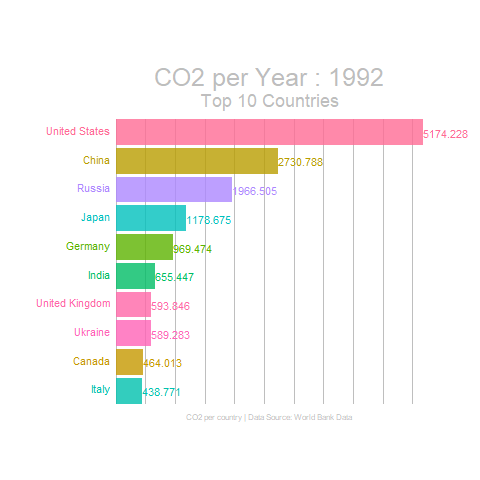 CO2 per Year : 1992
Top 10 Countries
United States 5174.228
China 2730.788
Russia 1966.505
Japan 1178.675
Germany 969.474
India 655.447
United Kingdom 593.846
Ukraine 589.283
Canada 464.013
Italy 438.771
CO2 per country | Data Source: World Bank Data